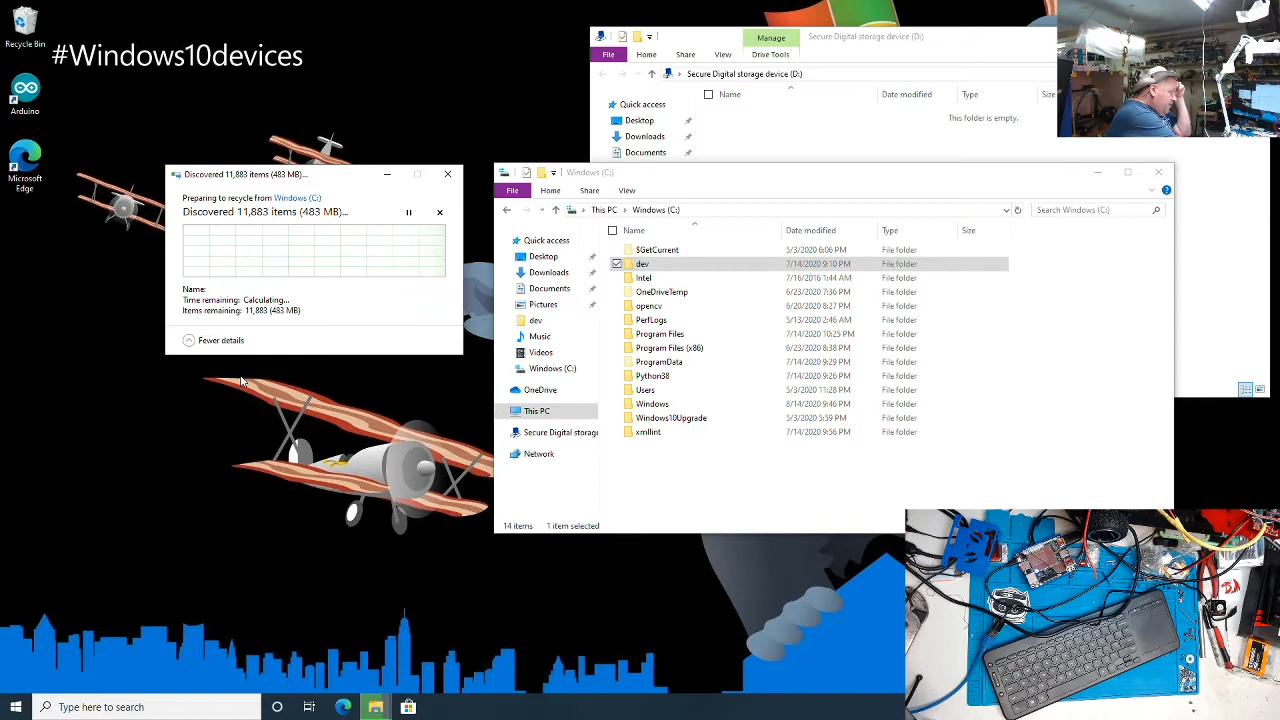 Recycle Bin
#Windows10devices
Arduino
Microsoft
Edge
Manage
Secure Digital storage device (D:)
File
Home
Share
View
Drive Tools
Secure Digital storage device (D:)
Quick access
Desktop
Downloads
Documents
Name
Date modified
Type
Size
This folder is empty.
Discovered 11,883 items (483 MB)...
Preparing to recycle from Windows (C:)
Discovered 11,883 items (483 MB)...
Name:
Time remaining: Calculating...
Items remaining: 11,883 (483 MB)
Fewer details
Windows (C:)
File
Home
Share
View
This PC > Windows (C:)
Search Windows (C:)
Quick access
Desktop
Downloads
Documents
Pictures
dev
Music
Videos
Windows (C:)
OneDrive
This PC
Secure Digital storage
Network
Name Date modified Type Size
$GetCurrent 5/3/2020 6:06 PM File folder
dev 7/14/2020 9:10 PM File folder
Intel 7/16/2016 1:44 AM File folder
OneDriveTemp 6/23/2020 7:36 PM File folder
opencv 6/20/2020 8:27 PM File folder
PerfLogs 5/13/2020 2:46 AM File folder
Program Files 7/14/2020 10:25 PM File folder
Program Files (x86) 6/23/2020 8:38 PM File folder
ProgramData 7/14/2020 9:29 PM File folder
Python38 7/14/2020 9:26 PM File folder
Users 5/3/2020 11:28 PM File folder
Windows 8/14/2020 9:46 PM File folder
Windows10Upgrade 5/3/2020 5:59 PM File folder
xmllint 7/14/2020 9:56 PM File folder
14 items 1 item selected
Type here to search